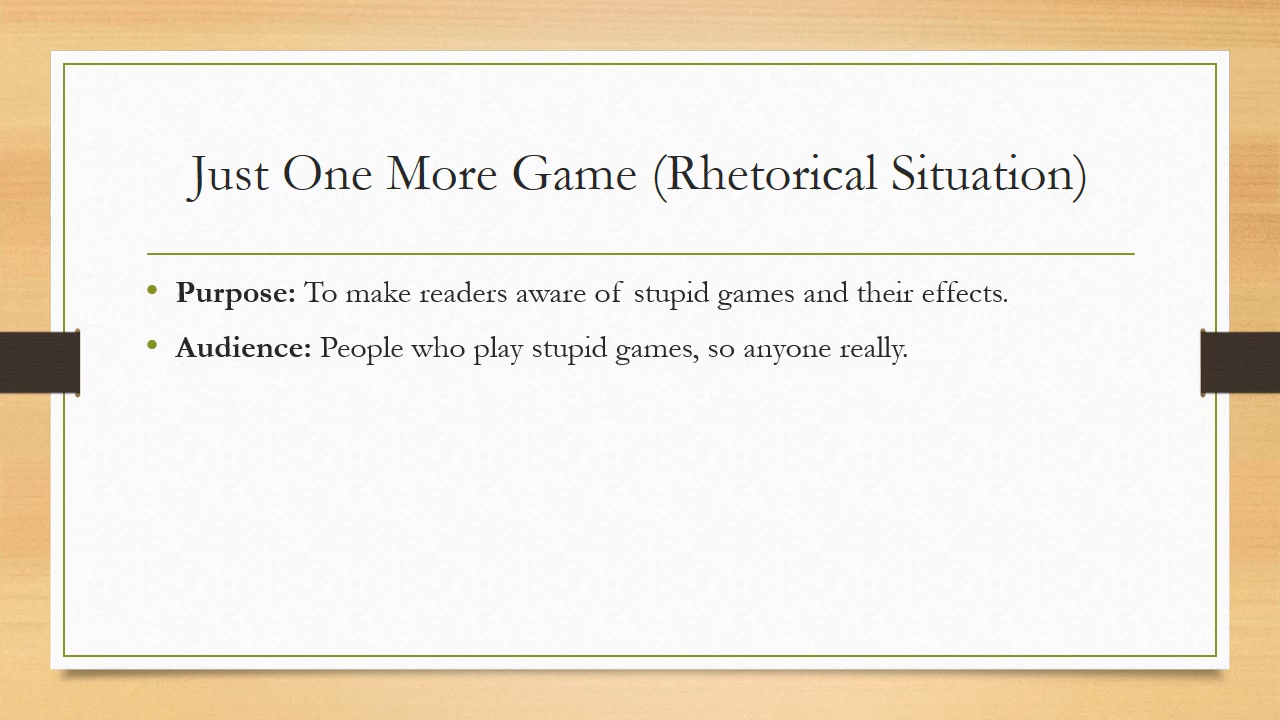 Just One More Game (Rhetorical Situation)
• Purpose: To make readers aware of stupid games and their effects.
• Audience: People who play stupid games, so anyone really.